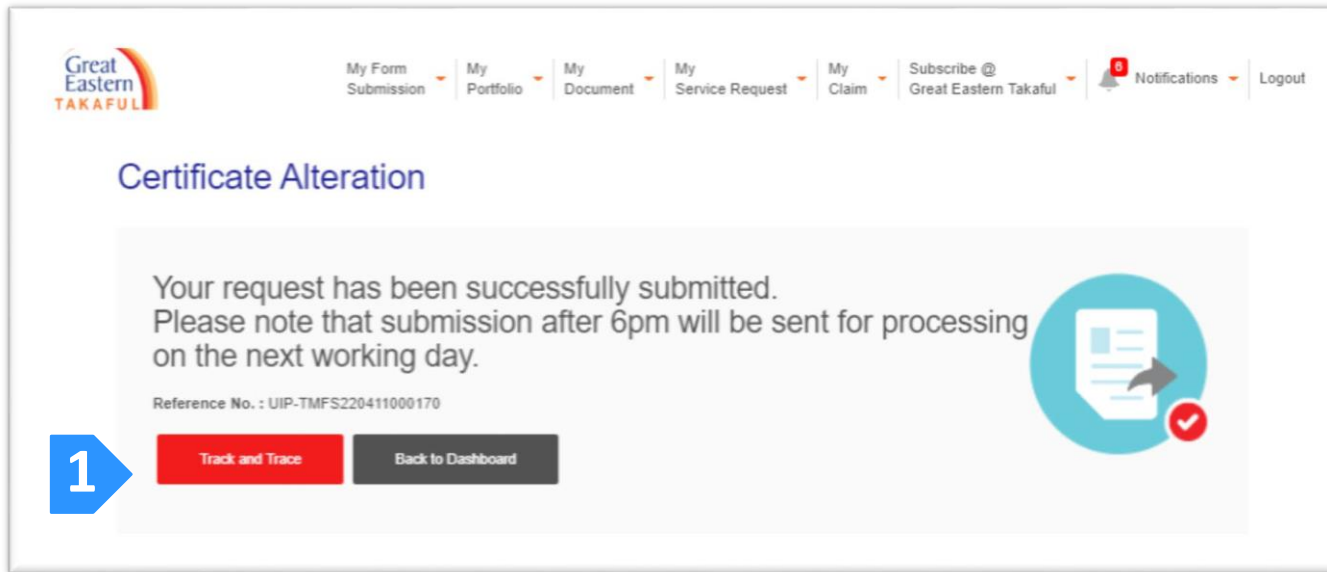 Great
Eastern
TAKAFUL
My Form
Submission
My
Portfolio
My
Document
My
Service Request
My
Claim
Subscribe @
Great Eastern Takaful
6
Notifications
Logout
Certificate Alteration
Your request has been successfully submitted.
Please note that submission after 6pm will be sent for processing
on the next working day.
Reference No. : UIP-TMFS220411000170
1
Track and Trace
Back to Dashboard